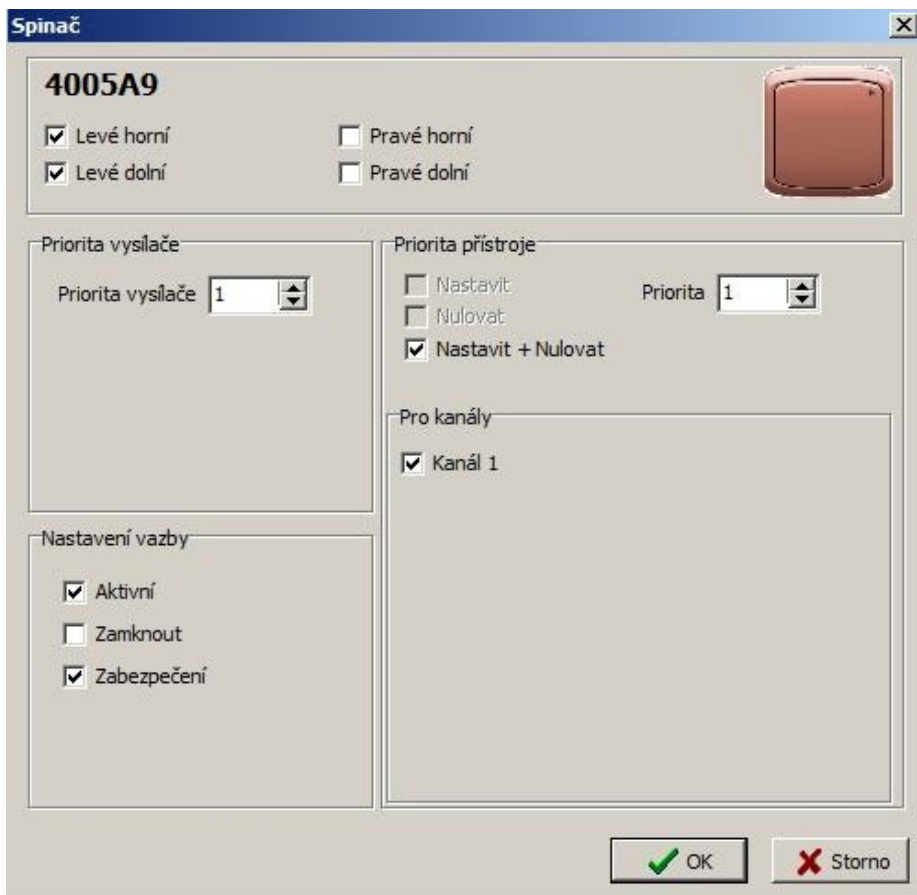 Spinač
4005A9
Levé horní
Pravé horní
Levé dolní
Pravé dolní
Priorita vysílače
Priorita vysílače 1
Priorita přístroje
Nastavit
Priorita 1
Nulovat
Nastavit + Nulovat
Pro kanály
Kanál 1
Nastavení vazby
Aktivní
Zamknout
Zabezpečení
OK
Storno